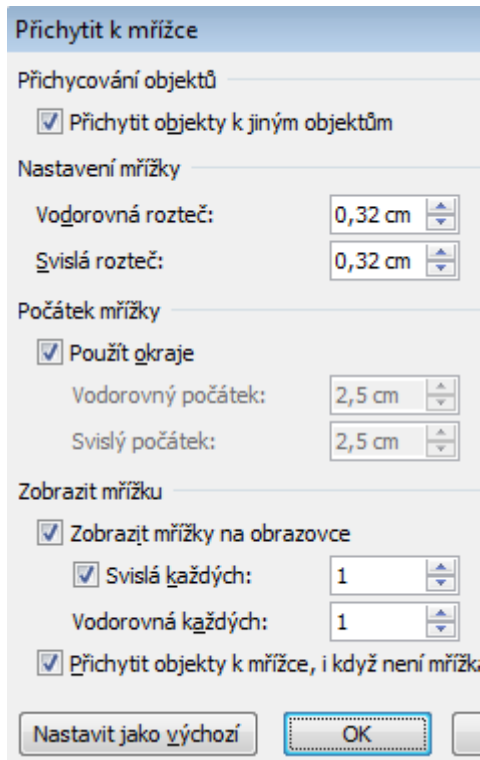 Přichytit k mřížce
Přichycování objektů
Přichytit objekty k jiným objektům
Nastavení mřížky
Vodorovná rozteč: 0,32 cm
Svislá rozteč: 0,32 cm
Počátek mřížky
Použít okraje
Vodorovný počátek: 2,5 cm
Svislý počátek: 2,5 cm
Zobrazit mřížku
Zobrazit mřížky na obrazovce
Svislá každých: 1
Vodorovná každých: 1
Přichytit objekty k mřížce, i když není mřížka
Nastavit jako výchozí OK